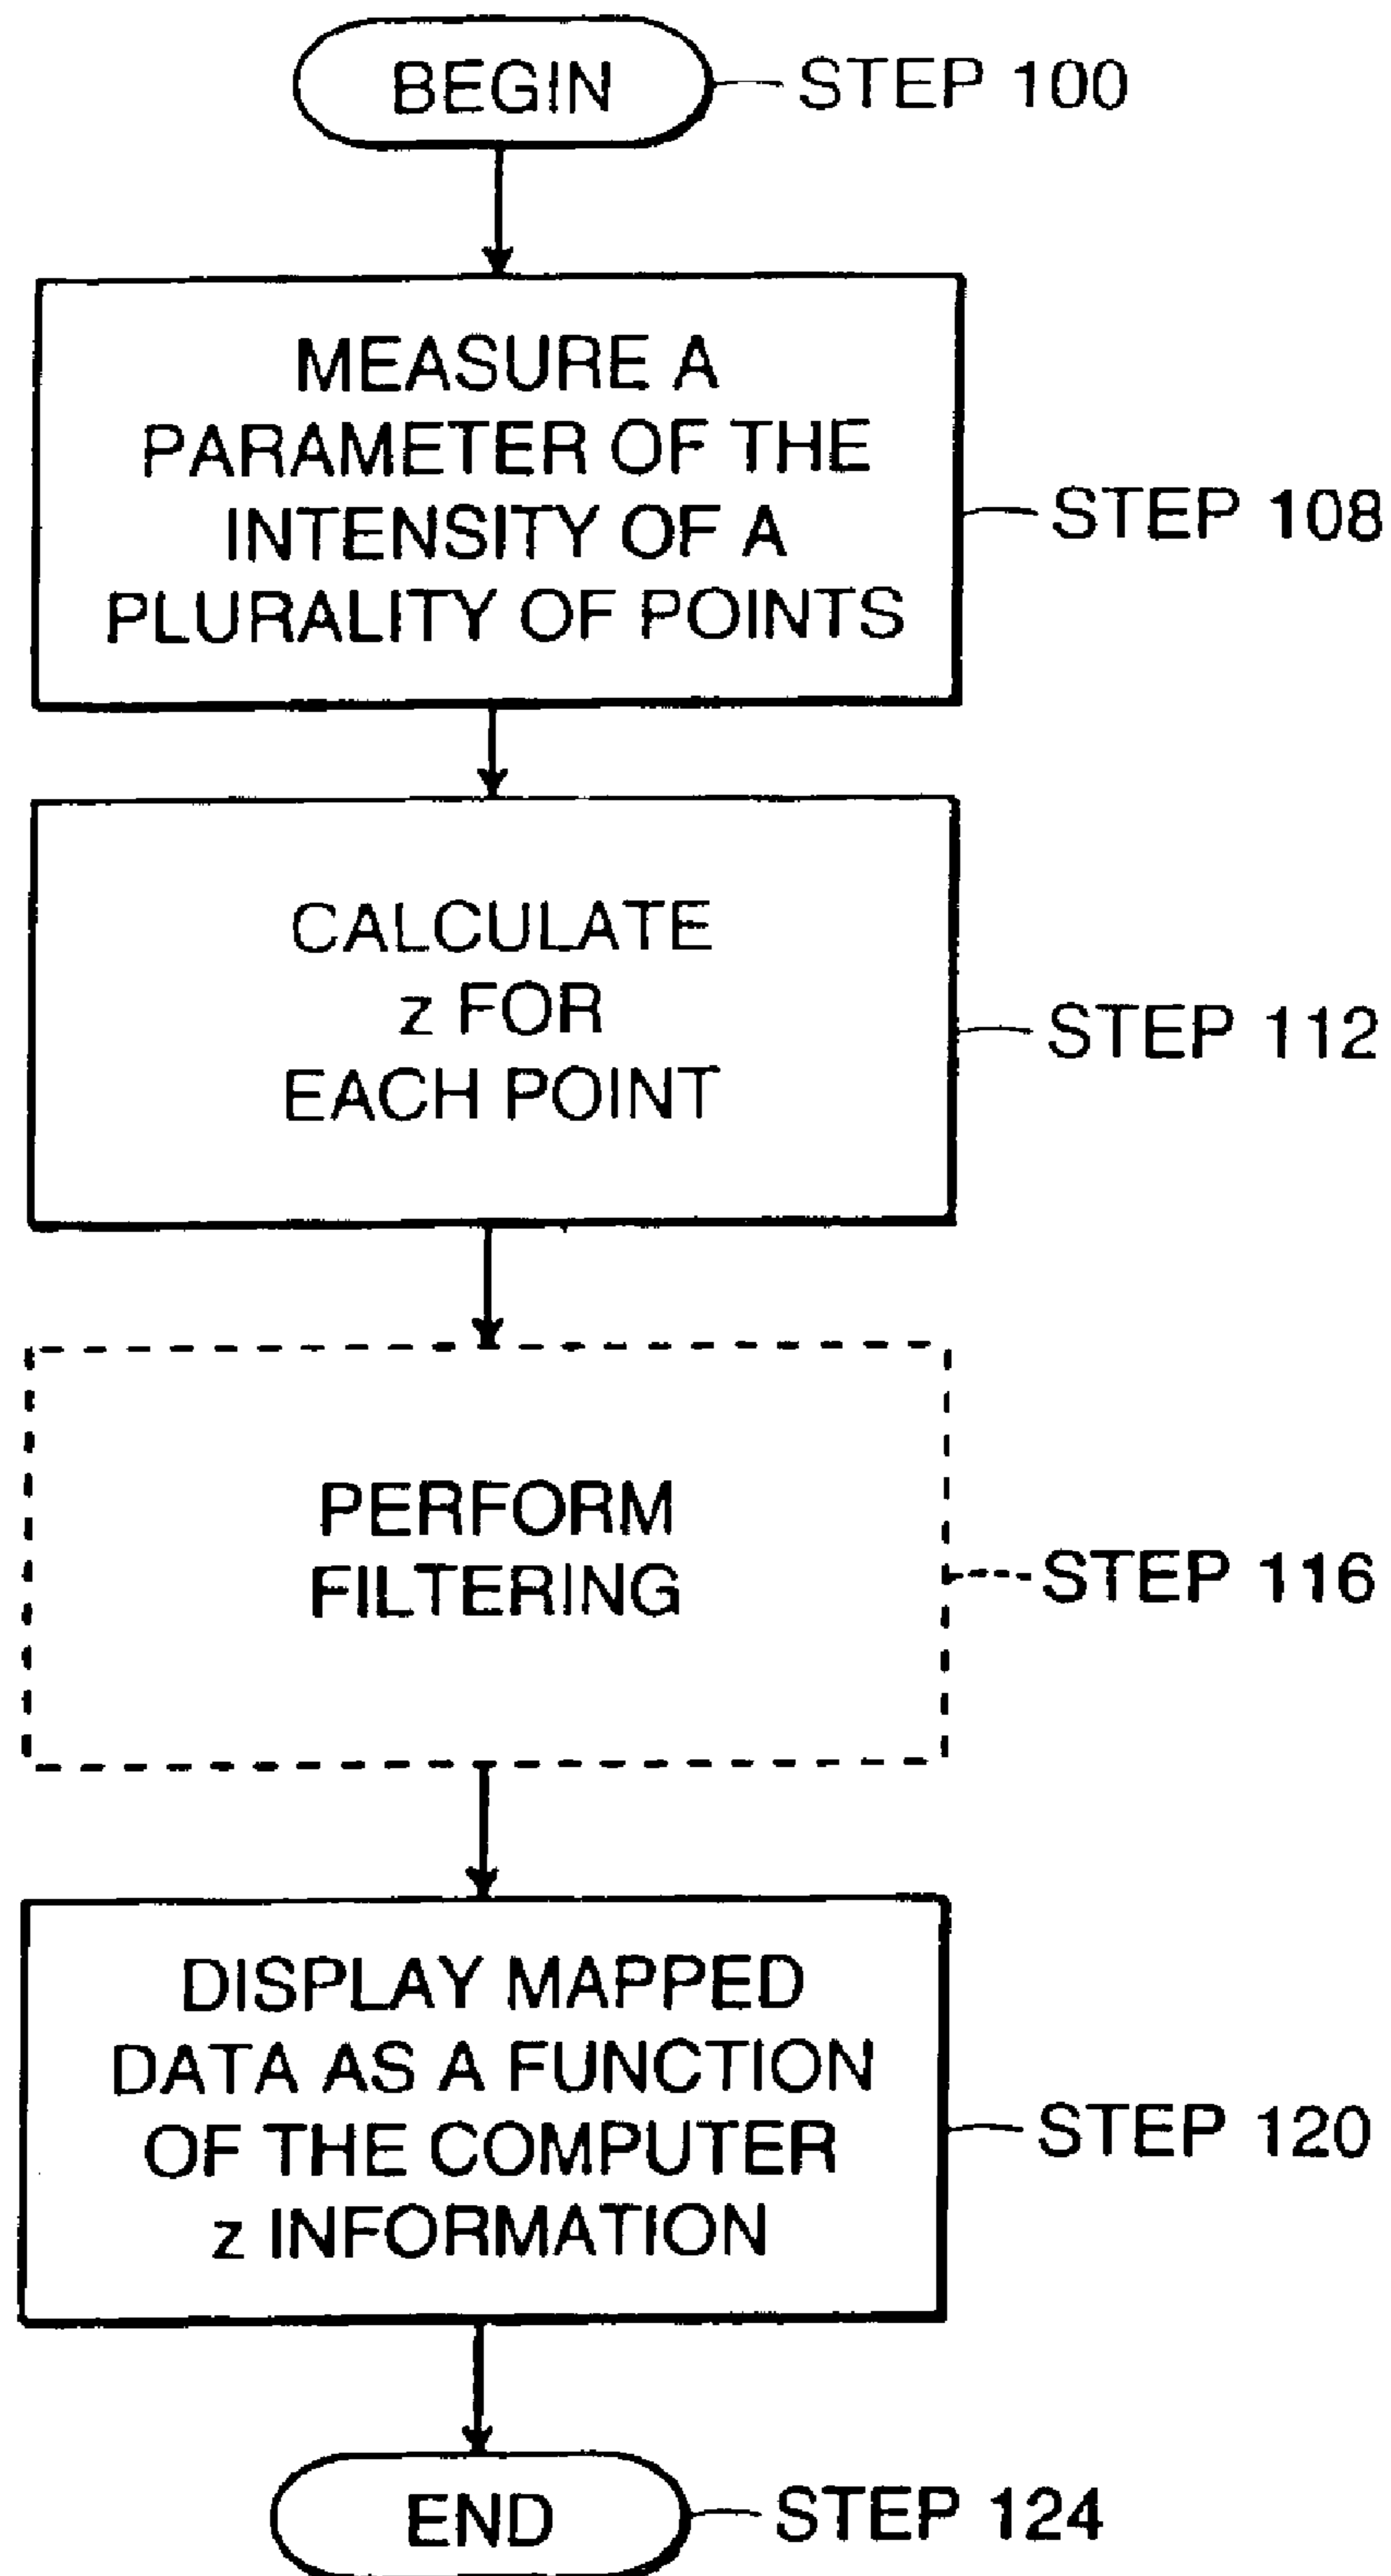 BEGIN
STEP 100
MEASURE A
PARAMETER OF THE
INTENSITY OF A
PLURALITY OF POINTS
STEP 108
CALCULATE
z FOR
EACH POINT
STEP 112
PERFORM
FILTERING
STEP 116
DISPLAY MAPPED
DATA AS A FUNCTION
OF THE COMPUTER
z INFORMATION
STEP 120
END
STEP 124